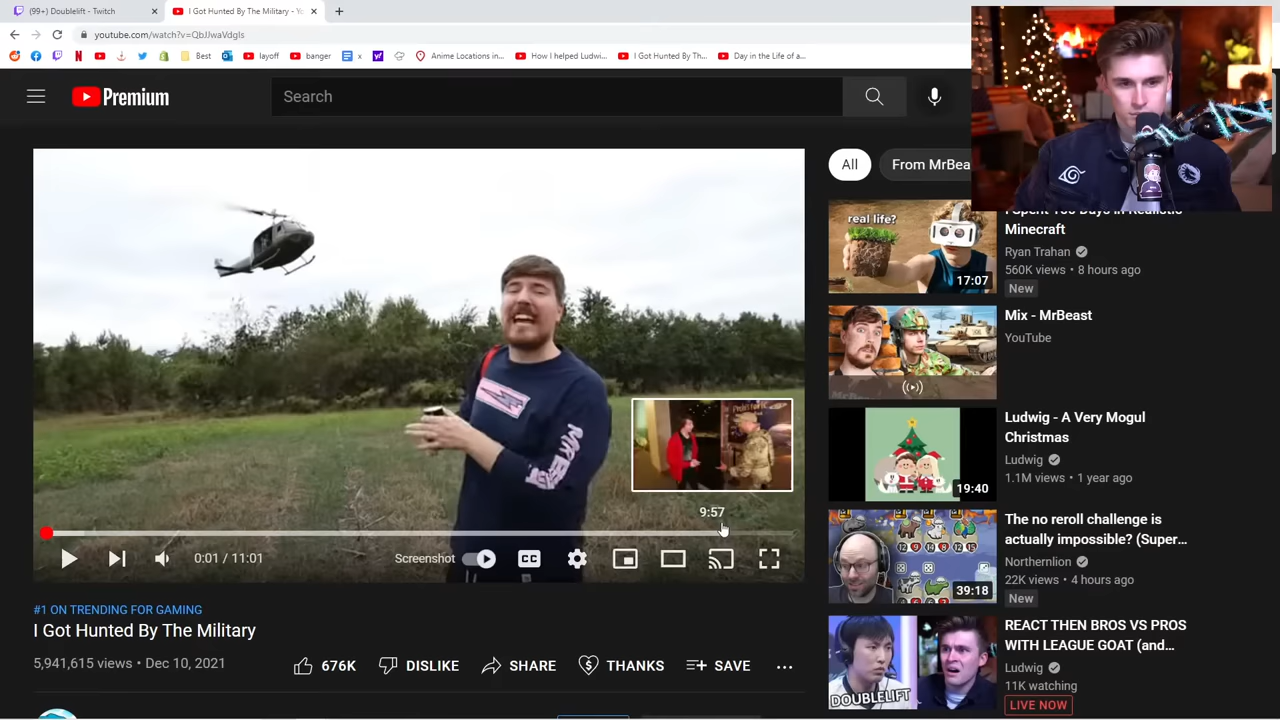 (99+) Doublelift - Twitch
I Got Hunted By The Military - Yo
youtube.com/watch?v=QbJJwaVdgIs
Best
layoff
banger
x
Anime Locations in...
How I helped Ludwi...
I Got Hunted By Th...
Day in the Life of a...
Premium
Search
All
From MrBea
MrBEAST
9:57
0:01 / 11:01
Screenshot
CC
#1 ON TRENDING FOR GAMING
I Got Hunted By The Military
5,941,615 views • Dec 10, 2021
676K
DISLIKE
SHARE
THANKS
SAVE
real life?
17:07
Minecraft
Ryan Trahan
560K views • 8 hours ago
New
Mix - MrBeast
YouTube
19:40
Ludwig - A Very Mogul
Christmas
Ludwig
1.1M views • 1 year ago
39:18
The no reroll challenge is
actually impossible? (Super...
Northernlion
22K views • 4 hours ago
New
DOUBLELIFT
REACT THEN BROS VS PROS
WITH LEAGUE GOAT (and...
Ludwig
11K watching
LIVE NOW